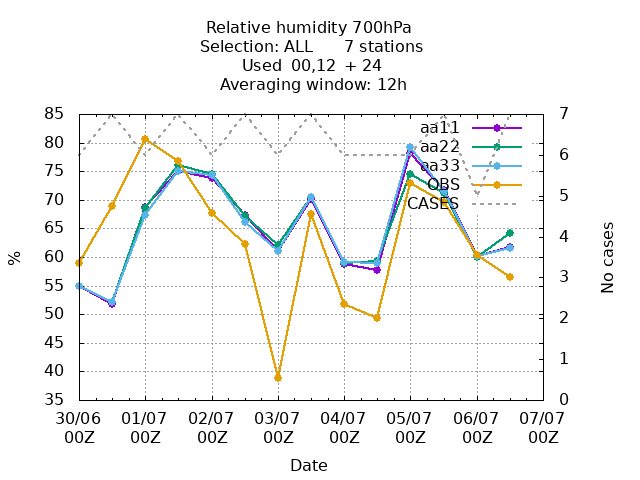 Relative humidity 700hPa
Selection: ALL 7 stations
Used 00,12 + 24
Averaging window: 12h
85
80
75
70
65
60
55
50
45
40
35
%
7
6
5
4
3
2
1
0
No cases
aa11
aa22
aa33
OBS
CASES
30/06 01/07 02/07 03/07 04/07 05/07 06/07 07/07
00Z 00Z 00Z 00Z 00Z 00Z 00Z 00Z
Date